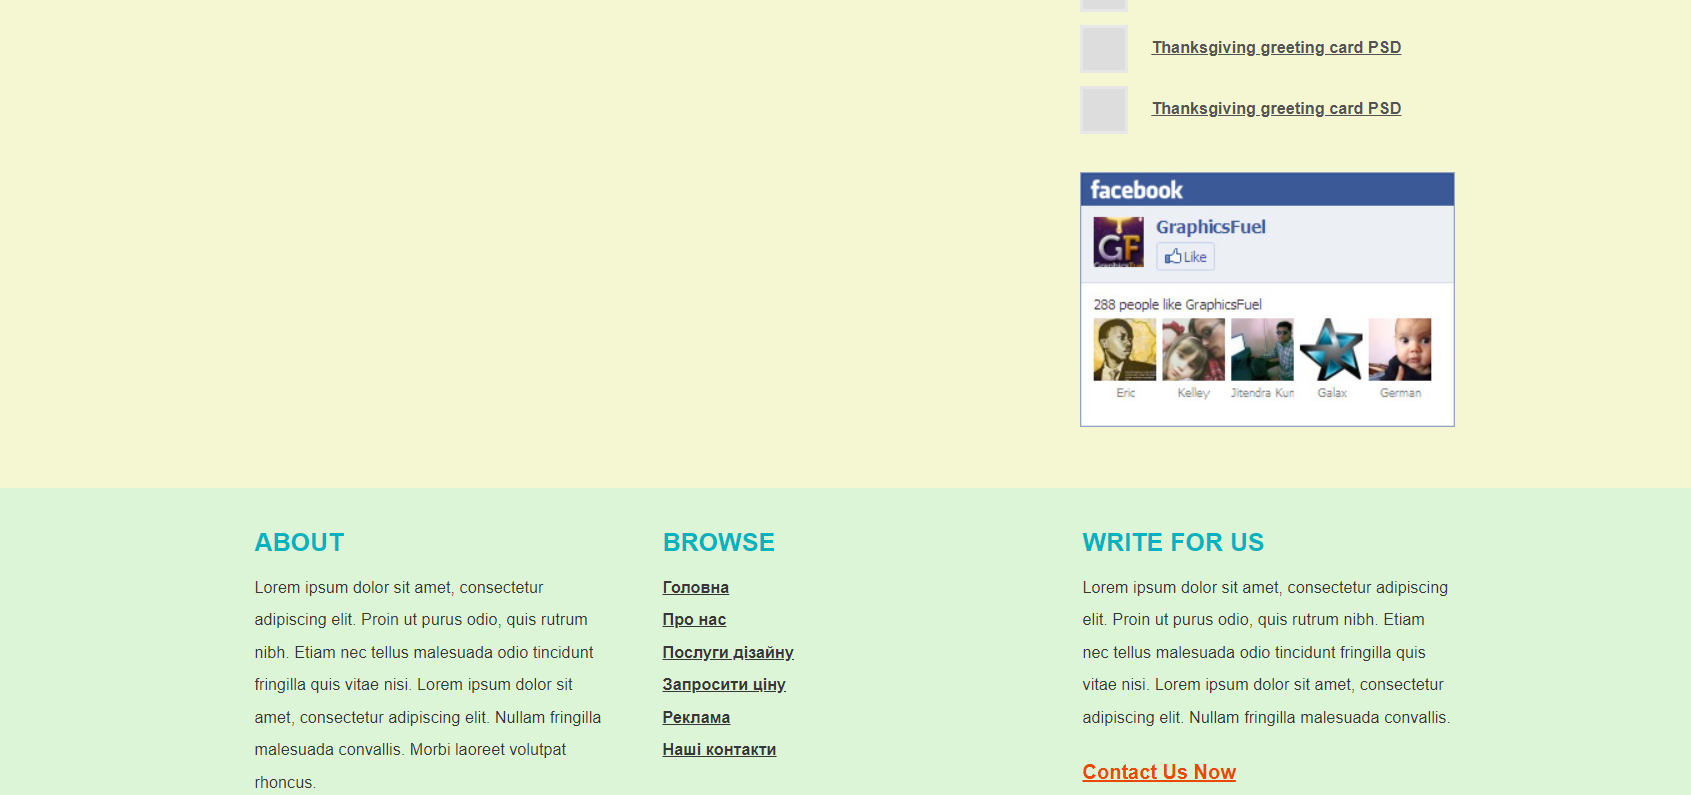 Thanksgiving greeting card PSD
Thanksgiving greeting card PSD
facebook
GF
GraphicsFuel
Like
288 people like GraphicsFuel
Eric
Kelley
Jitendra Kur
Galax
German
ABOUT
Lorem ipsum dolor sit amet, consectetur
adipiscing elit. Proin ut purus odio, quis rutrum
nibh. Etiam nec tellus malesuada odio tincidunt
fringilla quis vitae nisi. Lorem ipsum dolor sit
amet, consectetur adipiscing elit. Nullam fringilla
malesuada convallis. Morbi laoreet volutpat
rhoncus.
BROWSE
Головна
Про нас
Послуги дізайну
Запросити ціну
Реклама
Наші контакти
WRITE FOR US
Lorem ipsum dolor sit amet, consectetur adipiscing
elit. Proin ut purus odio, quis rutrum nibh. Etiam
nec tellus malesuada odio tincidunt fringilla quis
vitae nisi. Lorem ipsum dolor sit amet, consectetur
adipiscing elit. Nullam fringilla malesuada convallis.
Contact Us Now